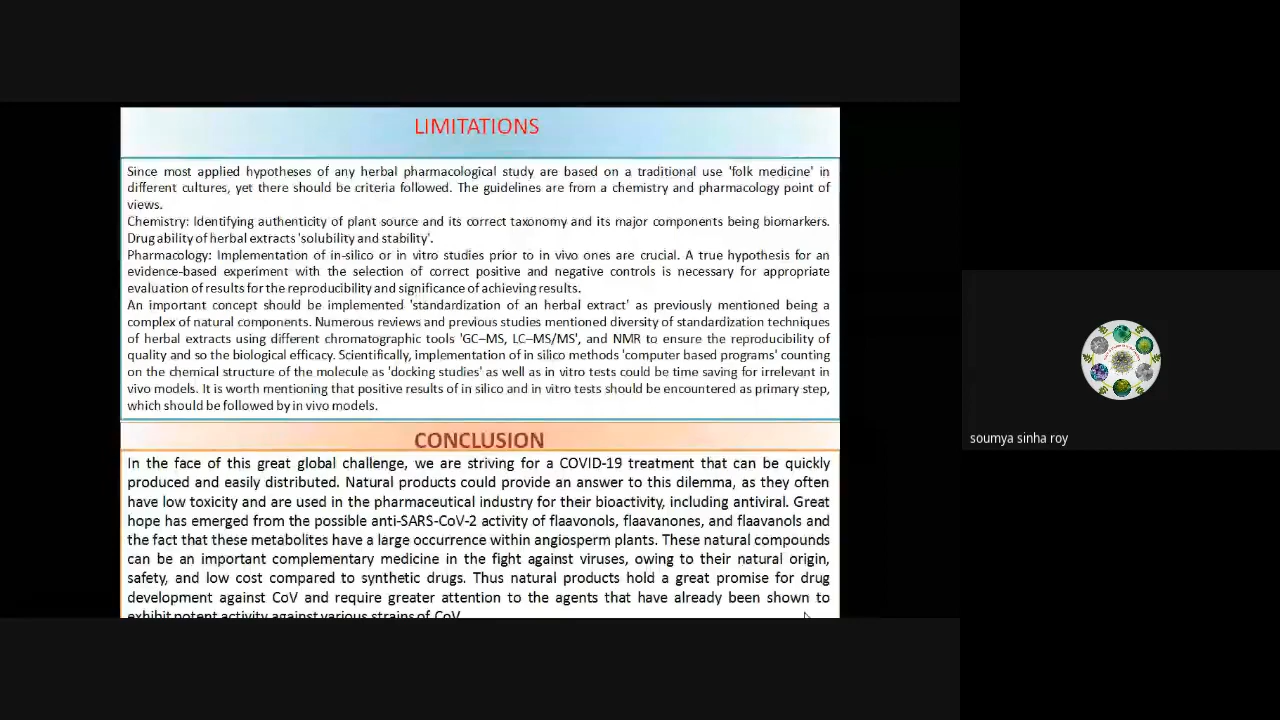 LIMITATIONS
Since most applied hypotheses of any herbal pharmacological study are based on a traditional use 'folk medicine' in
different cultures, yet there should be criteria followed. The guidelines are from a chemistry and pharmacology point of
views.
Chemistry: Identifying authenticity of plant source and its correct taxonomy and its major components being biomarkers.
Drug ability of herbal extracts 'solubility and stability'.
Pharmacology: Implementation of in-silico or in vitro studies prior to in vivo ones are crucial. A true hypothesis for an
evidence-based experiment with the selection of correct positive and negative controls is necessary for appropriate
evaluation of results for the reproducibility and significance of achieving results.
An important concept should be implemented 'standardization of an herbal extract' as previously mentioned being a
complex of natural components. Numerous reviews and previous studies mentioned diversity of standardization techniques
of herbal extracts using different chromatographic tools 'GC–MS, LC–MS/MS', and NMR to ensure the reproducibility of
quality and so the biological efficacy. Scientifically, implementation of in silico methods 'computer based programs' counting
on the chemical structure of the molecule as 'docking studies' as well as in vitro tests could be time saving for irrelevant in
vivo models. It is worth mentioning that positive results of in silico and in vitro tests should be encountered as primary step,
which should be followed by in vivo models.
CONCLUSION
In the face of this great global challenge, we are striving for a COVID-19 treatment that can be quickly
produced and easily distributed. Natural products could provide an answer to this dilemma, as they often
have low toxicity and are used in the pharmaceutical industry for their bioactivity, including antiviral. Great
hope has emerged from the possible anti-SARS-CoV-2 activity of flaavonols, flaavanones, and flaavanols and
the fact that these metabolites have a large occurrence within angiosperm plants. These natural compounds
can be an important complementary medicine in the fight against viruses, owing to their natural origin,
safety, and low cost compared to synthetic drugs. Thus natural products hold a great promise for drug
development against CoV and require greater attention to the agents that have already been shown to
exhibit potent activity against various strains of CoV.
soumya sinha roy